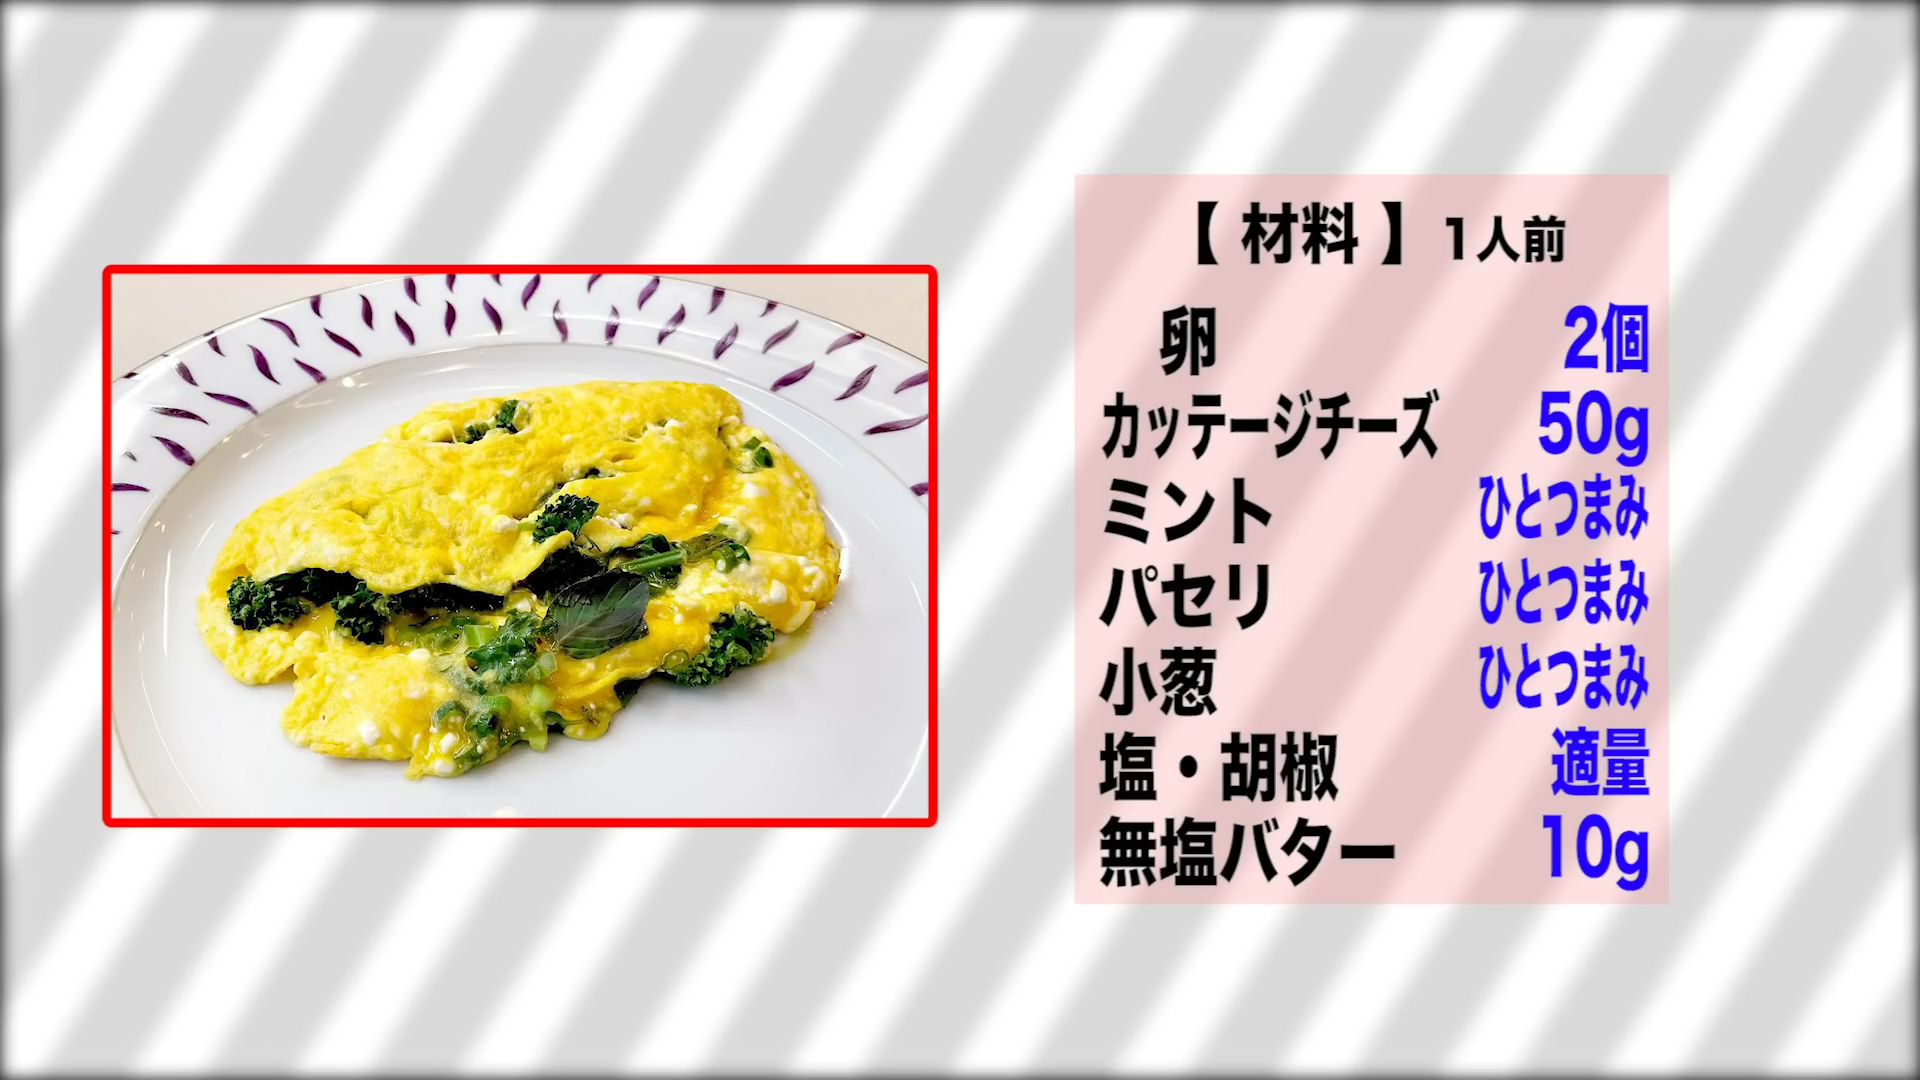 【 材料 】 1人前
卵 2個
カッテージチーズ 50g
ミント ひとつまみ
パセリ ひとつまみ
小葱 ひとつまみ
塩・胡椒 適量
無塩バター 10g